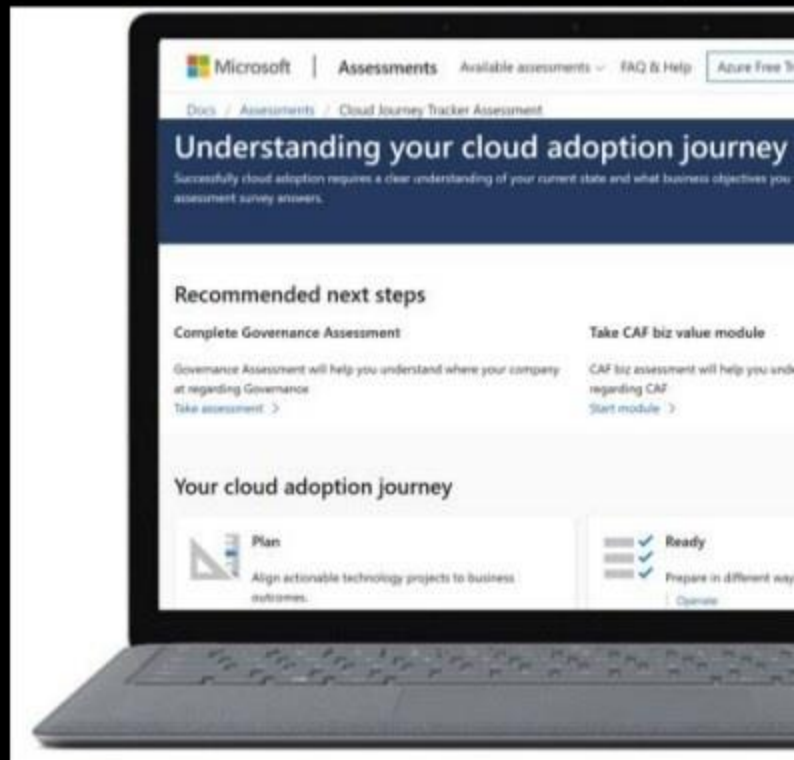 Microsoft | Assessments Available assessments FAQ & Help Azure Free Tr
Docs / Assessments / Cloud Journey Tracker Assessment
Understanding your cloud adoption journey
Successfully cloud adoption requires a clear understanding of your current state and what business objectives you
assessment survey answers.
Recommended next steps
Complete Governance Assessment
Governance Assessment will help you understand where your company
at regarding Governance
Take assessment >
Take CAF biz value module
CAF biz assessment will help you unde
regarding CAF
Start module >
Your cloud adoption journey
Plan
Align actionable technology projects to business
outcomes.
Ready
Prepare in different way
| Operate